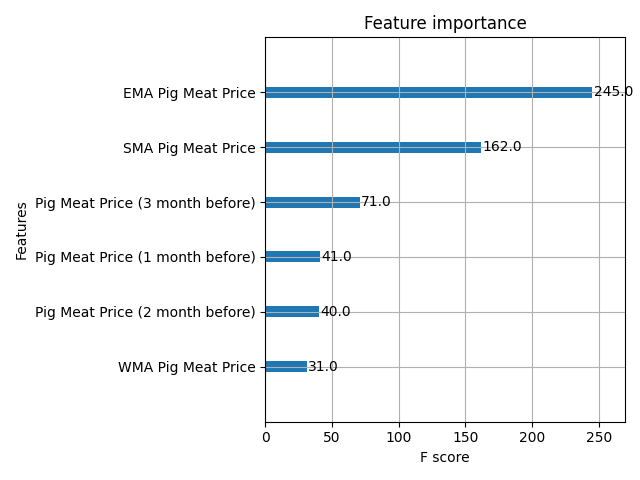 Feature importance
Features
EMA Pig Meat Price 245.0
SMA Pig Meat Price 162.0
Pig Meat Price (3 month before) 71.0
Pig Meat Price (1 month before) 41.0
Pig Meat Price (2 month before) 40.0
WMA Pig Meat Price 31.0
0 50 100 150 200 250
F score